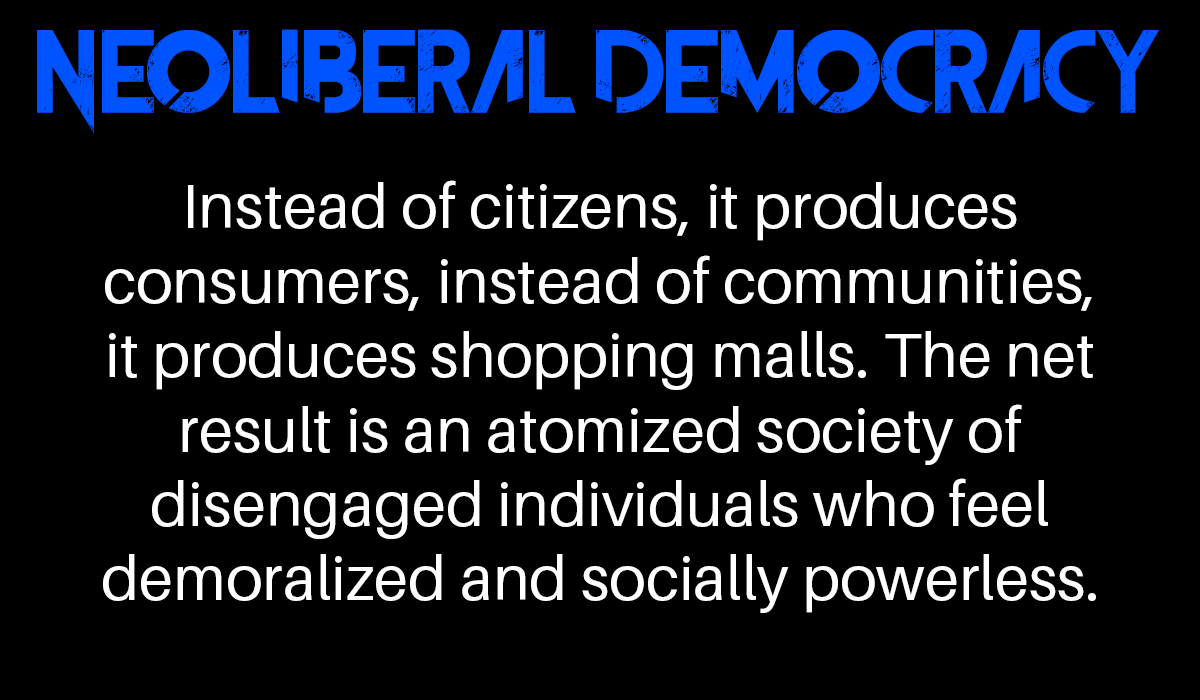 NEOLIBERAL DEMOCRACY
Instead of citizens, it produces
consumers, instead of communities,
it produces shopping malls. The net
result is an atomized society of
disengaged individuals who feel
demoralized and socially powerless.